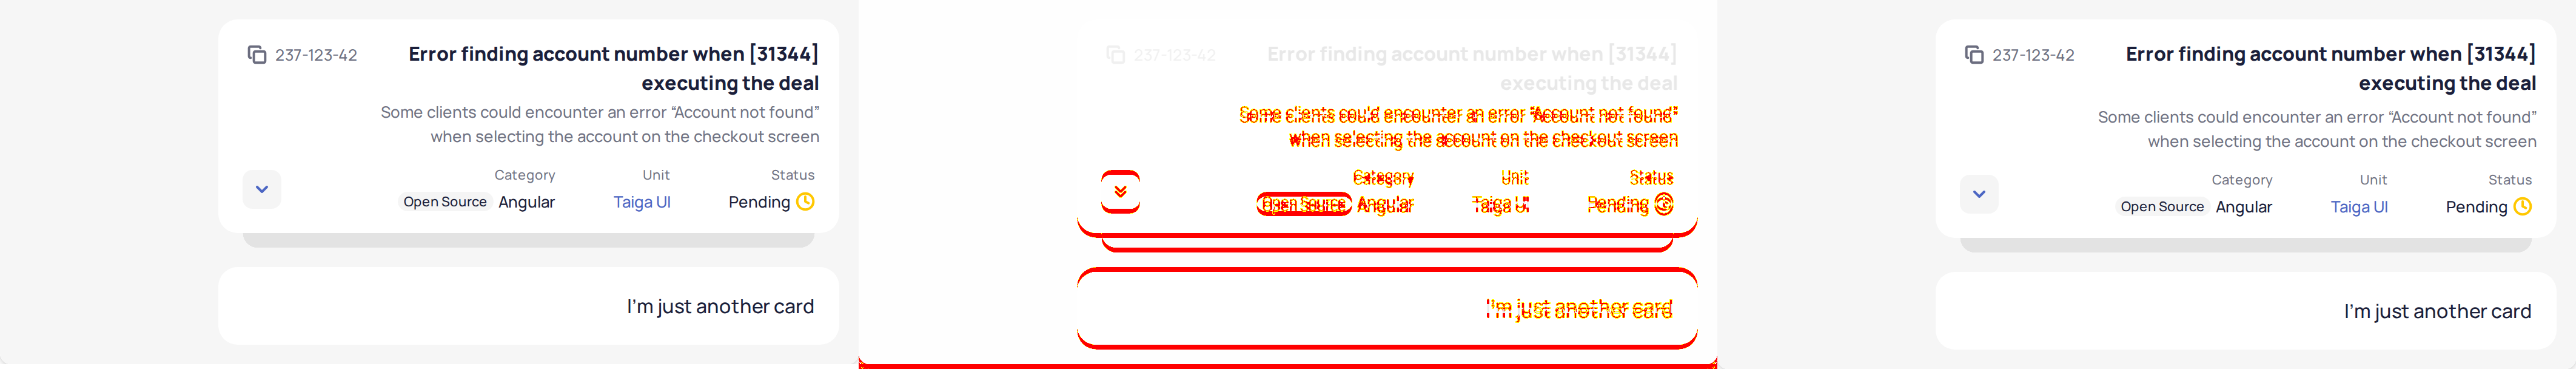 237-123-42
Error finding account number when [31344]
executing the deal
Some clients could encounter an error “Account not found”
when selecting the account on the checkout screen
Category Unit Status
Open Source Angular Taiga UI Pending
I’m just another card
237-123-42
Error finding account number when [31344]
executing the deal
Some clients could encounter an error “Account not found”
when selecting the account on the checkout screen
Category Unit Status
Open Source Angular Taiga UI Pending
I’m just another card
237-123-42
Error finding account number when [31344]
executing the deal
Some clients could encounter an error “Account not found”
when selecting the account on the checkout screen
Category Unit Status
Open Source Angular Taiga UI Pending
I’m just another card